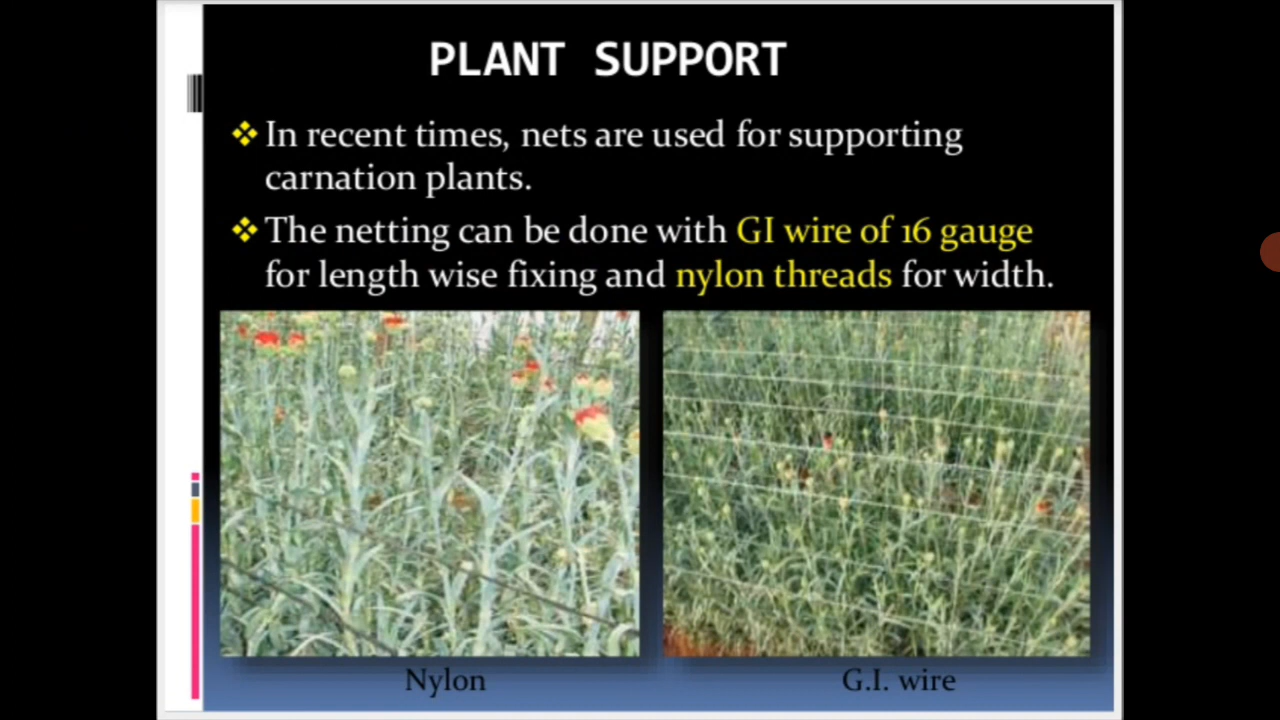 PLANT SUPPORT
❖ In recent times, nets are used for supporting
carnation plants.
❖ The netting can be done with GI wire of 16 gauge
for length wise fixing and nylon threads for width.
Nylon
G.I. wire